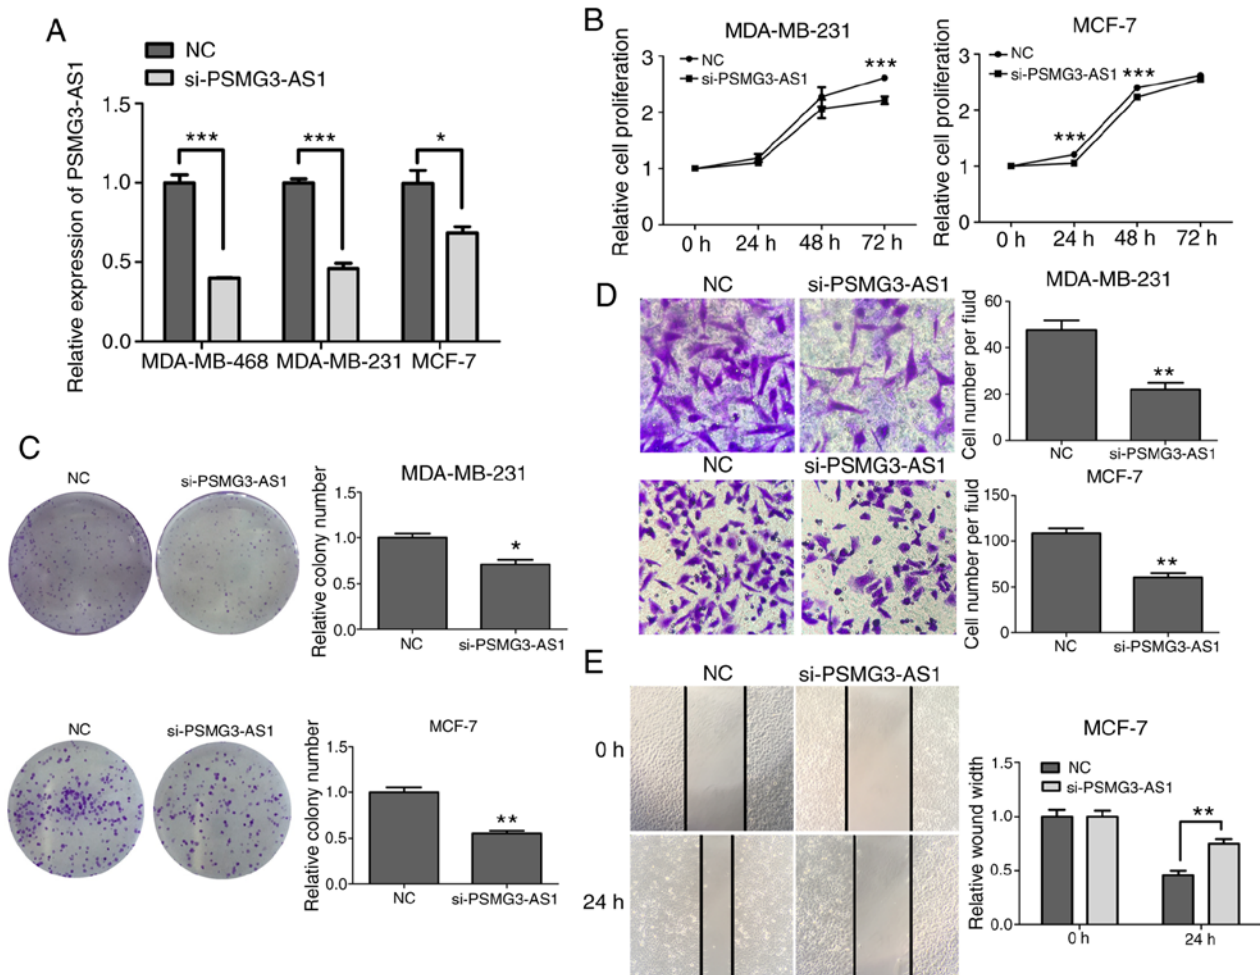 A
NC
si-PSMG3-AS1
Relative expression of PSMG3-AS1
1.5
1.0
0.5
0.0
***
***
*
MDA-MB-468
MDA-MB-231
MCF-7
B
MDA-MB-231
Relative cell proliferation
3
2
1
0
NC
si-PSMG3-AS1
***
0 h
24 h
48 h
72 h
MCF-7
Relative cell proliferation
3
2
1
0
NC
si-PSMG3-AS1
***
***
0 h
24 h
48 h
72 h
C
NC
si-PSMG3-AS1
MDA-MB-231
Relative colony number
1.5
1.0
0.5
0.0
*
NC
si-PSMG3-AS1
NC
si-PSMG3-AS1
MCF-7
Relative colony number
1.5
1.0
0.5
0.0
**
NC
si-PSMG3-AS1
D
NC
si-PSMG3-AS1
MDA-MB-231
Cell number per fiuld
60
40
20
0
**
NC
si-PSMG3-AS1
NC
si-PSMG3-AS1
MCF-7
Cell number per fiuld
150
100
50
0
**
NC
si-PSMG3-AS1
E
NC
si-PSMG3-AS1
0 h
24 h
MCF-7
NC
si-PSMG3-AS1
Relative wound width
1.5
1.0
0.5
0.0
**
0 h
24 h